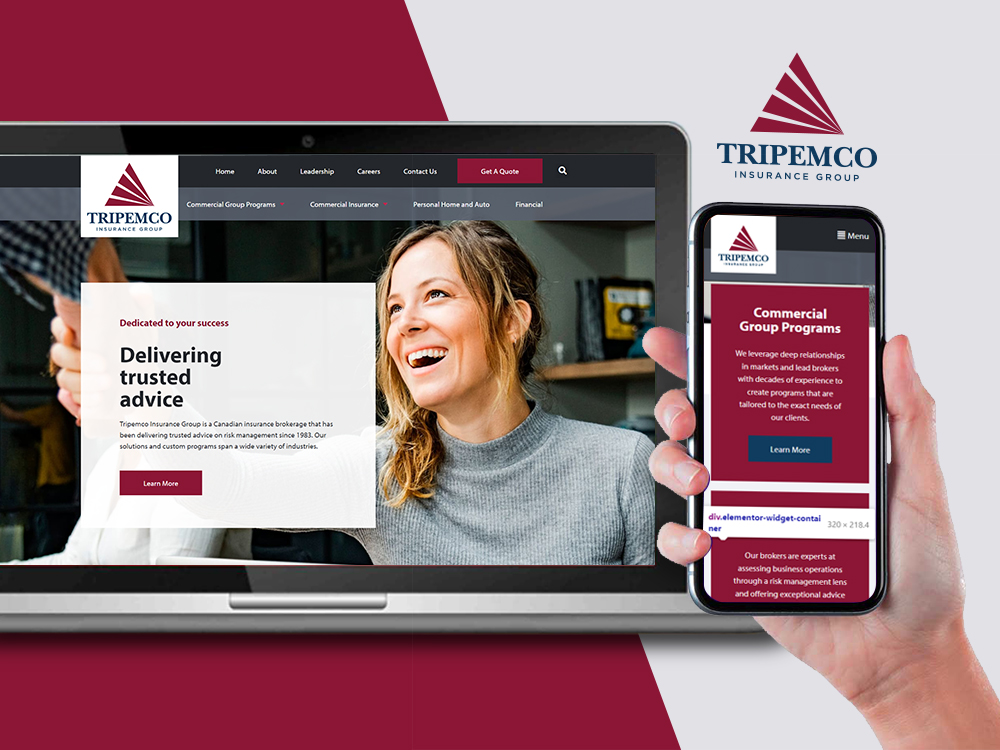 TRIPEMCO
INSURANCE GROUP
Home About Leadership Careers Contact Us Get A Quote
Commercial Group Programs Commercial Insurance Personal Home and Auto Financial
TRIPEMCO
INSURANCE GROUP
Dedicated to your success
Delivering
trusted
advice
Tripemco Insurance Group is a Canadian insurance brokerage that has
been delivering trusted advice on risk management since 1983. Our
solutions and custom programs span a wide variety of industries.
Learn More
TRIPEMCO
INSURANCE GROUP
Menu
Commercial
Group Programs
We leverage deep relationships
in markets and lead brokers
with decades of experience to
create programs that are
tailored to the exact needs of
our clients.
Learn More
div.elementor-widget-contai
ner
320 × 218.4
Our brokers are experts at
assessing business operations
through a risk management lens
and offering exceptional advice